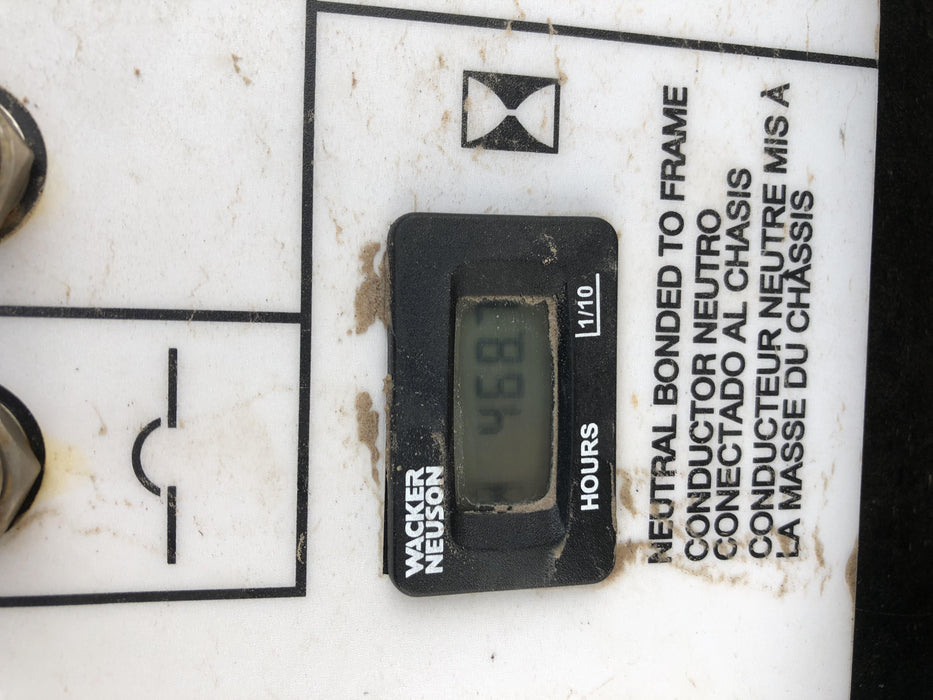 WACKER
NEUSON
468.
HOURS
1/10
NEUTRAL BONDED TO FRAME
CONDUCTOR NEUTRO
CONECTADO AL CHASIS
CONDUCTEUR NEUTRE MIS À
LA MASSE DU CHÂSSIS